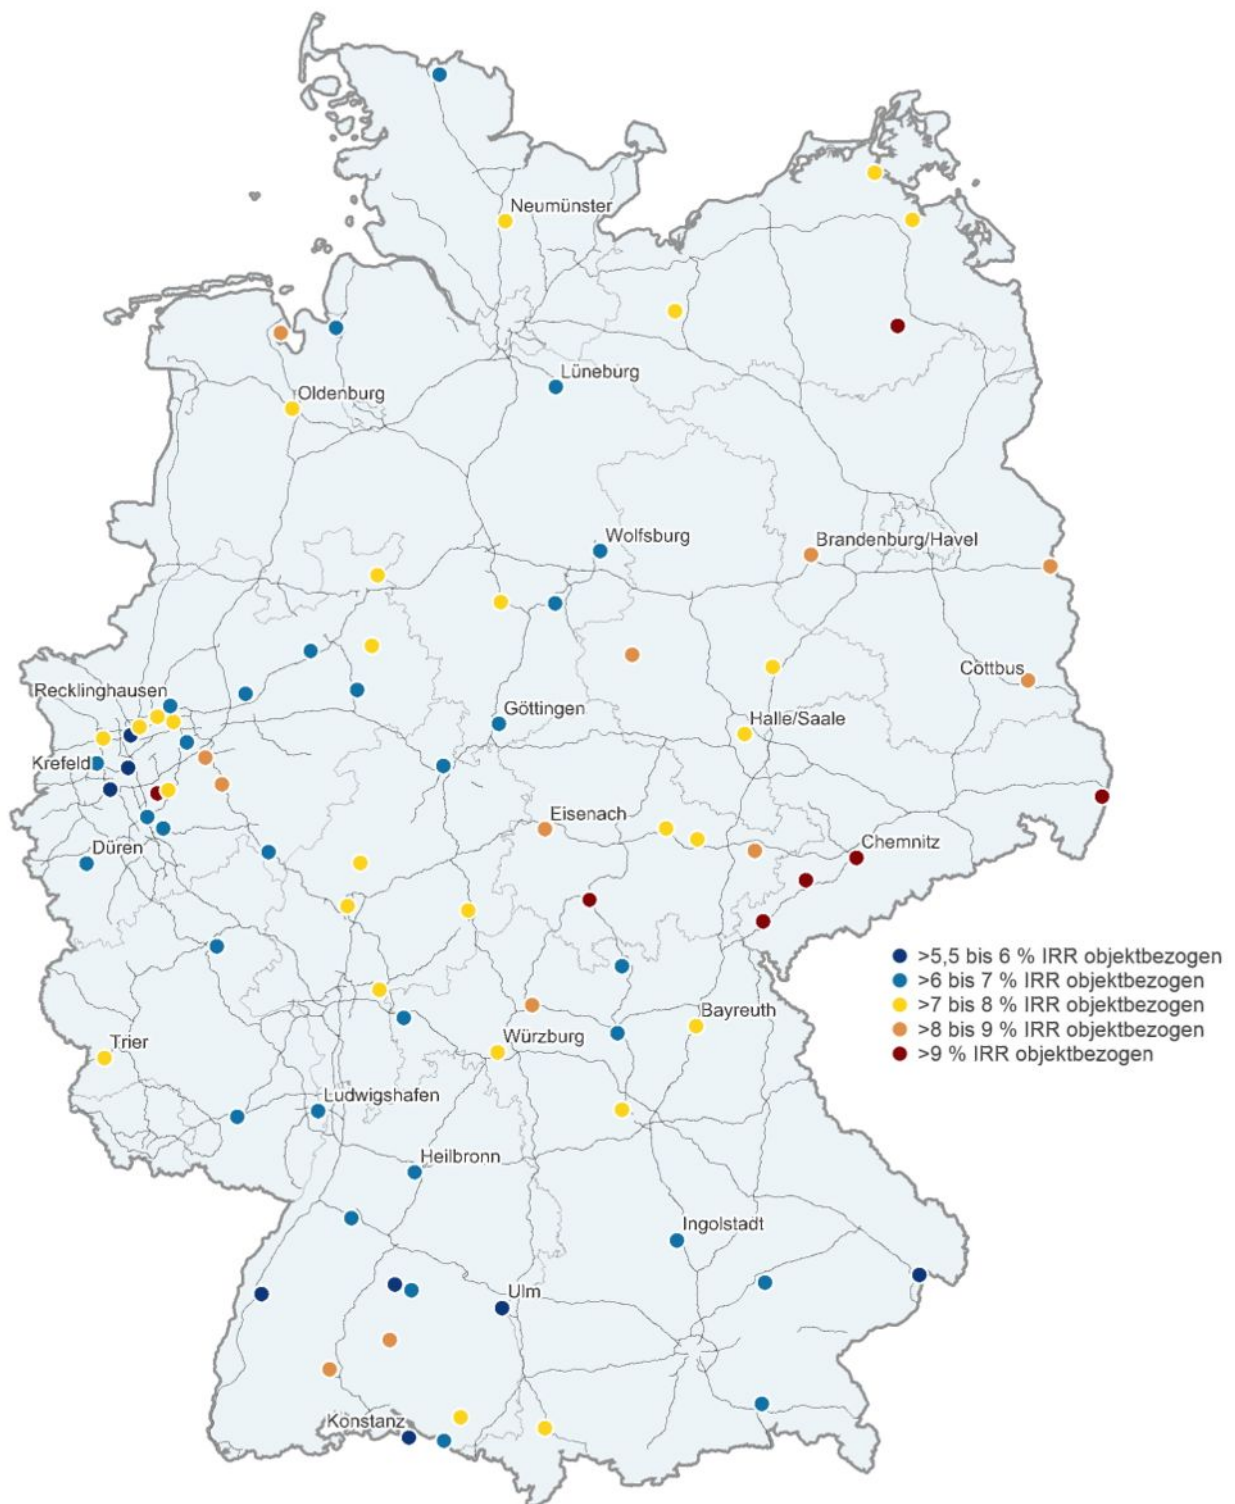 Neumünster
Lüneburg
Oldenburg
Wolfsburg
Brandenburg/Havel
Cottbus
Recklinghausen
Göttingen
Halle/Saale
Krefeld
Eisenach
Chemnitz
Düren
>5,5 bis 6 % IRR objektbezogen
>6 bis 7 % IRR objektbezogen
>7 bis 8 % IRR objektbezogen
>8 bis 9 % IRR objektbezogen
>9 % IRR objektbezogen
Bayreuth
Würzburg
Trier
Ludwigshafen
Heilbronn
Ingolstadt
Ulm
Konstanz